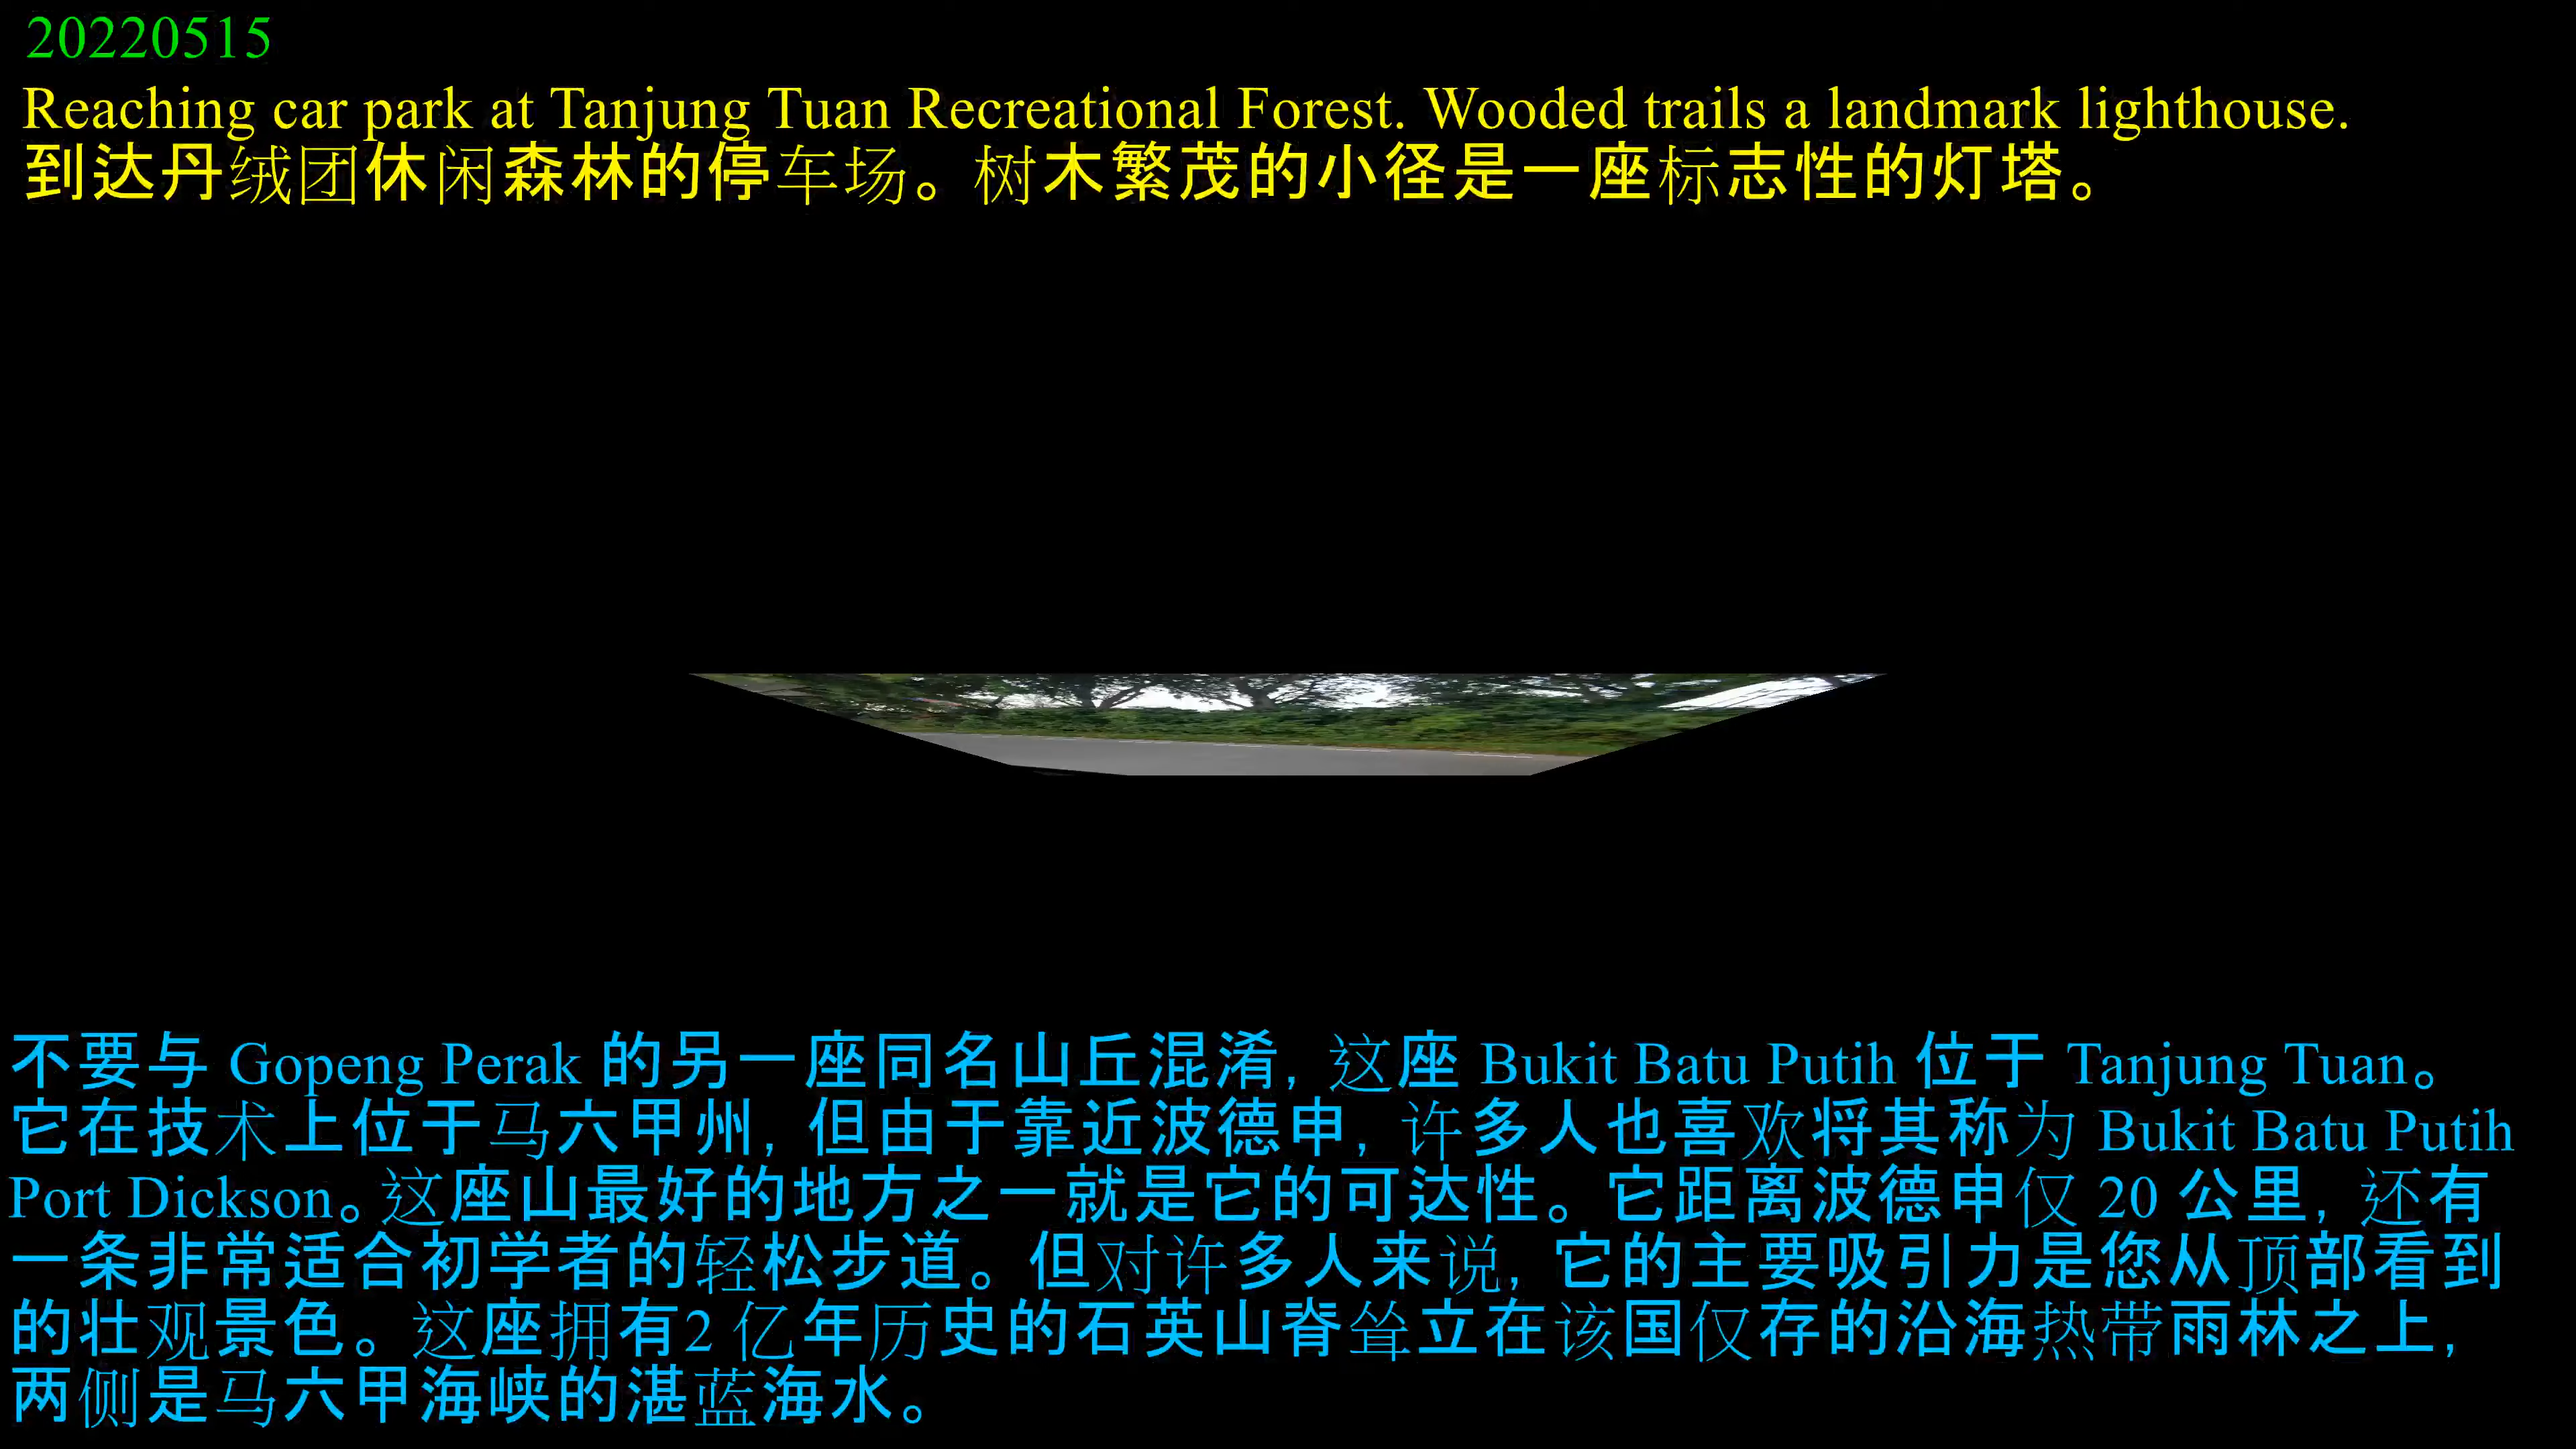 20220515
Reaching car park at Tanjung Tuan Recreational Forest. Wooded trails a landmark lighthouse.
到达丹绒团休闲森林的停车场。树木繁茂的小径是一座标志性的灯塔。
不要与 Gopeng Perak 的另一座同名山丘混淆, 这座 Bukit Batu Putih 位于 Tanjung Tuan。
它在技术上位于马六甲州, 但由于靠近波德申, 许多人也喜欢将其称为 Bukit Batu Putih
Port Dickson。这座山最好的地方之一就是它的可达性。它距离波德申仅 20 公里, 还有
一条非常适合初学者的轻松步道。但对许多人来说, 它的主要吸引力是您从顶部看到
的壮观景色。这座拥有2 亿年历史的石英山脊耸立在该国仅存的沿海热带雨林之上,
两侧是马六甲海峡的湛蓝海水。